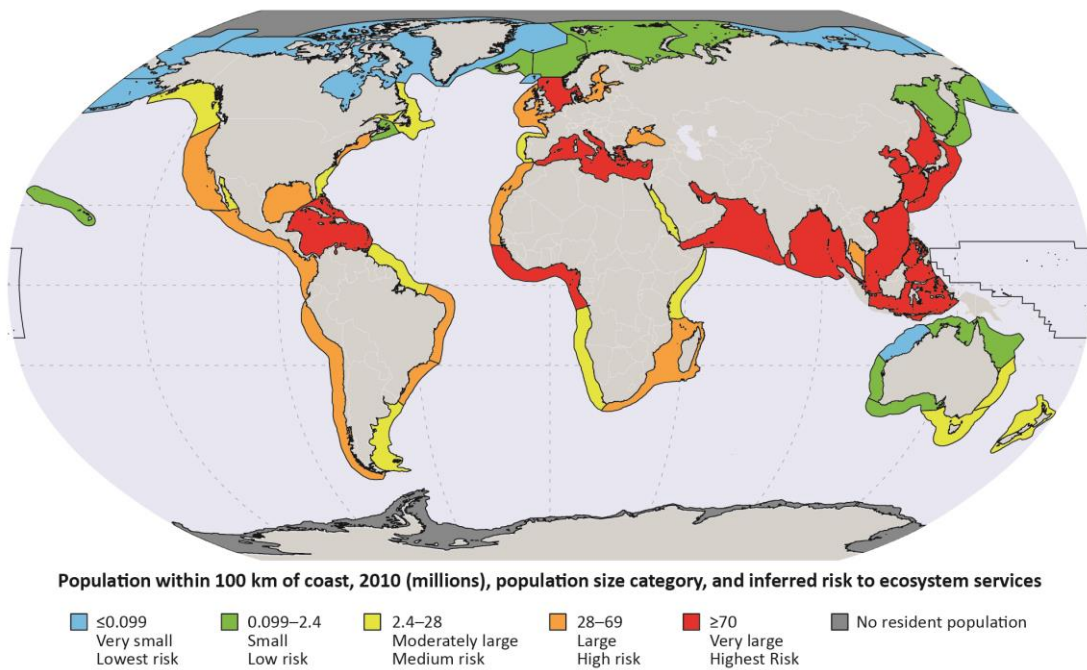 Population within 100 km of coast, 2010 (millions), population size category, and inferred risk to ecosystem services
≤0.099
Very small
Lowest risk
0.099–2.4
Small
Low risk
2.4–28
Moderately large
Medium risk
28–69
Large
High risk
≥70
Very large
Highest Risk
No resident population